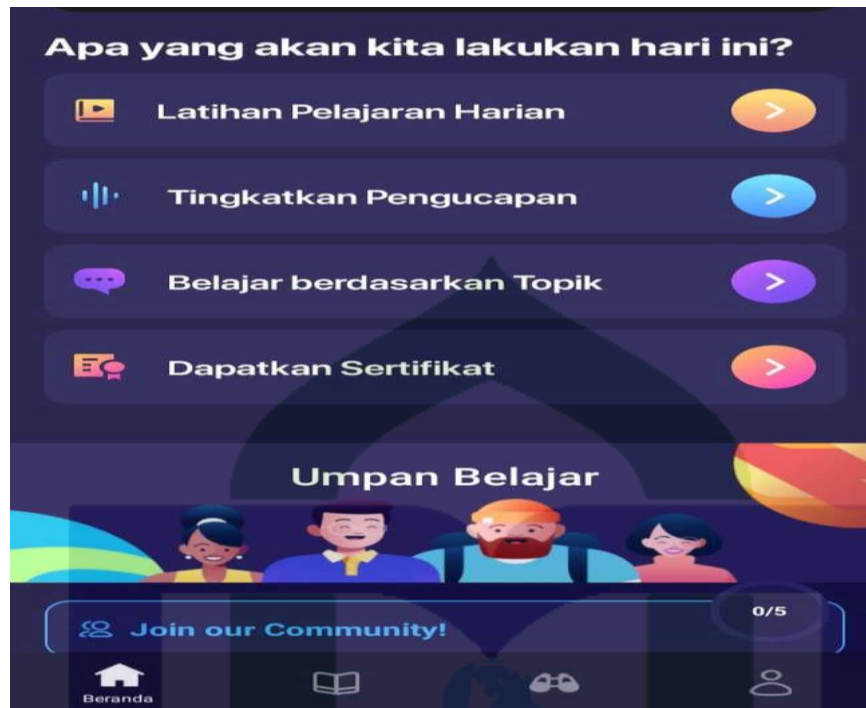 Apa yang akan kita lakukan hari ini?
Latihan Pelajaran Harian
Tingkatkan Pengucapan
Belajar berdasarkan Topik
Dapatkan Sertifikat
Umpan Belajar
0/5
Join our Community!
Beranda